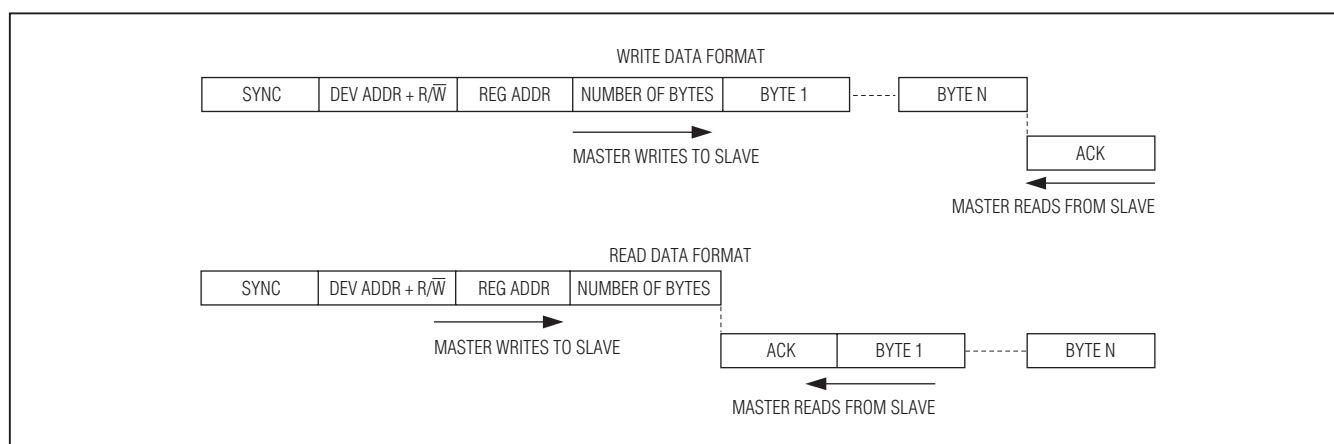 WRITE DATA FORMAT
SYNC DEV ADDR + R/W̅ REG ADDR NUMBER OF BYTES BYTE 1 BYTE N
MASTER WRITES TO SLAVE
ACK
MASTER READS FROM SLAVE
READ DATA FORMAT
SYNC DEV ADDR + R/W̅ REG ADDR NUMBER OF BYTES
MASTER WRITES TO SLAVE
ACK BYTE 1 BYTE N
MASTER READS FROM SLAVE